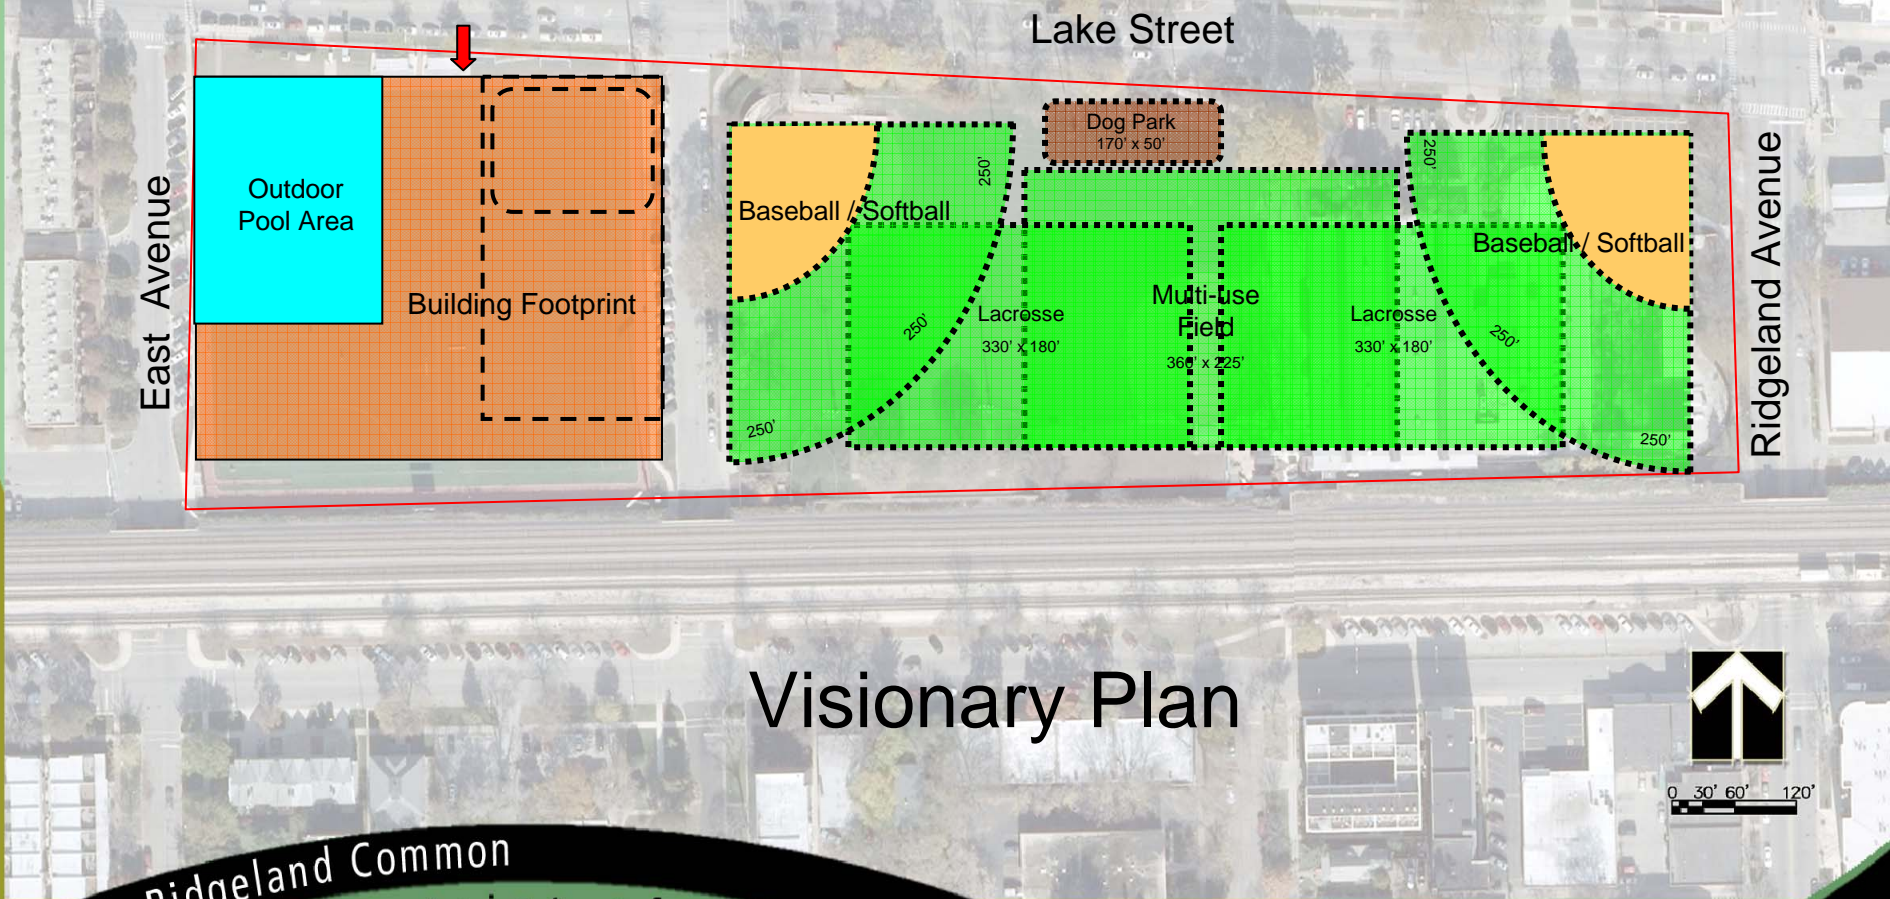 Lake Street
Dog Park
170' x 50'
250'
250'
Outdoor
Pool Area
East Avenue
Baseball / Softball
Baseball / Softball
Ridgeland Avenue
Building Footprint
Multi-use
Field
360' x 225'
Lacrosse
330' x 180'
Lacrosse
330' x 180'
250'
250'
250'
250'
Visionary Plan
0 30' 60' 120'
Ridgeland Common